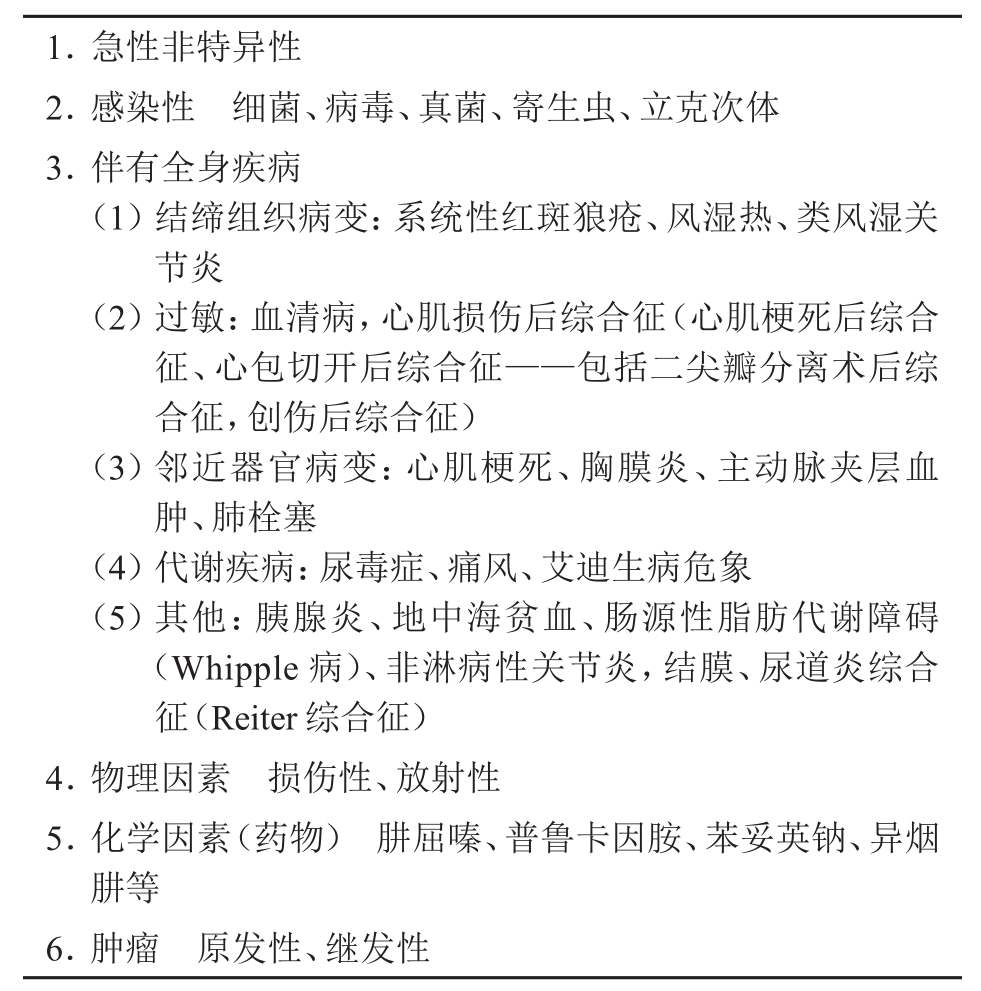 1. 急性非特异性
2. 感染性　细菌、病毒、真菌、寄生虫、立克次体
3. 伴有全身疾病
（1）结缔组织病变：系统性红斑狼疮、风湿热、类风湿关
节炎
（2）过敏：血清病，心肌损伤后综合征（心肌梗死后综合
征、心包切开后综合征——包括二尖瓣分离术后综
合征，创伤后综合征）
（3）邻近器官病变：心肌梗死、胸膜炎、主动脉夹层血
肿、肺栓塞
（4）代谢疾病：尿毒症、痛风、艾迪生病危象
（5）其他：胰腺炎、地中海贫血、肠源性脂肪代谢障碍
（Whipple 病）、非淋病性关节炎，结膜、尿道炎综合
征（Reiter 综合征）
4. 物理因素　损伤性、放射性
5. 化学因素（药物）　肼屈嗪、普鲁卡因胺、苯妥英钠、异烟
肼等
6. 肿瘤　原发性、继发性